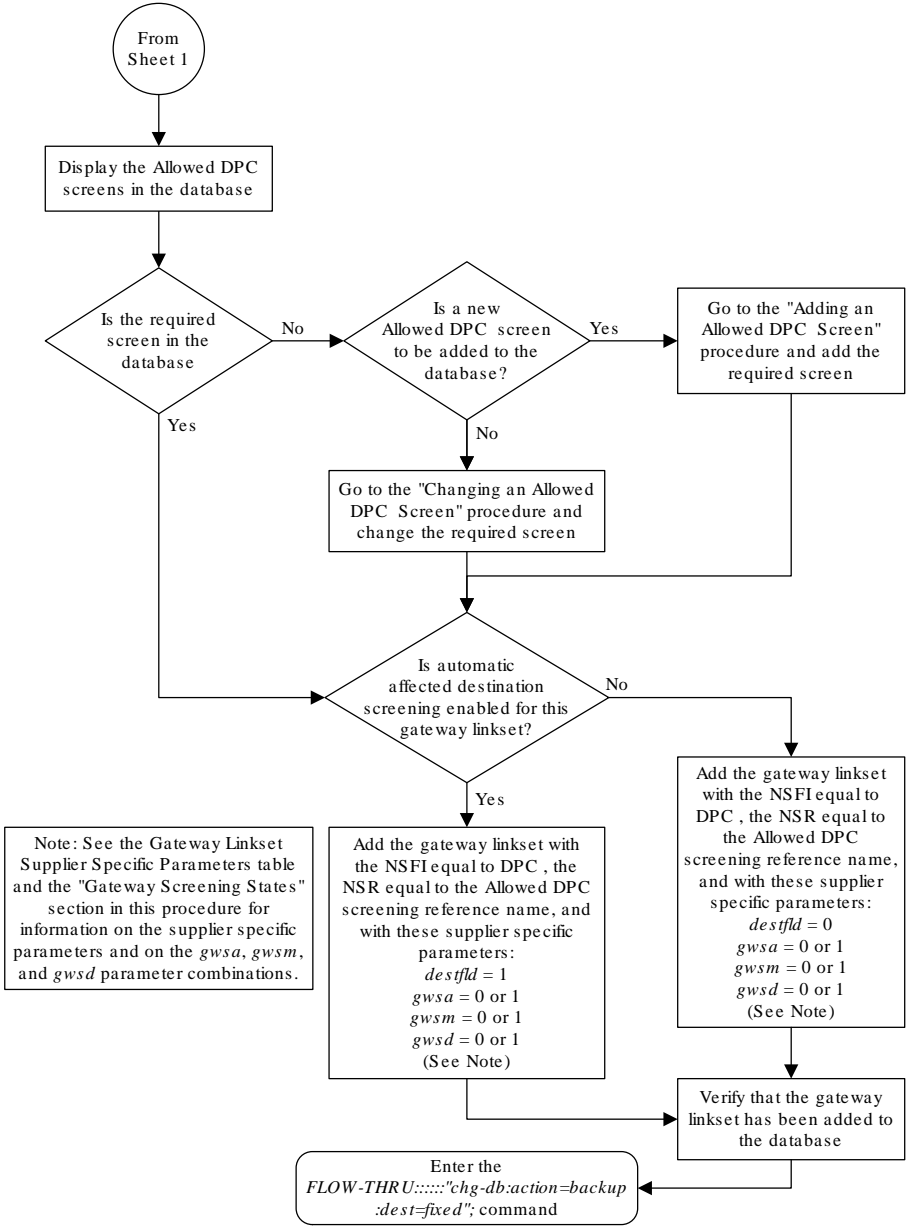 From
Sheet 1
Display the Allowed DPC
screens in the database
Is the required
screen in the
database
No
Yes
Is a new
Allowed DPC screen
to be added to the
database?
Yes
No
Go to the "Adding an
Allowed DPC Screen"
procedure and add the
required screen
Go to the "Changing an Allowed
DPC Screen" procedure and
change the required screen
Is automatic
affected destination
screening enabled for this
gateway linkset?
No
Yes
Note: See the Gateway Linkset
Supplier Specific Parameters table
and the "Gateway Screening States"
section in this procedure for
information on the supplier specific
parameters and on the gwsa, gwsm,
and gwsd parameter combinations.
Add the gateway linkset with
the NSFI equal to DPC , the
NSR equal to the Allowed DPC
screening reference name, and
with these supplier specific
parameters:
destfld = 1
gwsa = 0 or 1
gwsm = 0 or 1
gwsd = 0 or 1
(See Note)
Add the gateway linkset
with the NSFI equal to
DPC , the NSR equal to
the Allowed DPC
screening reference name,
and with these supplier
specific parameters:
destfld = 0
gwsa = 0 or 1
gwsm = 0 or 1
gwsd = 0 or 1
(See Note)
Verify that the gateway
linkset has been added to
the database
Enter the
FLOW-THRU::::::"chg-db:action=backup
:dest=fixed"; command